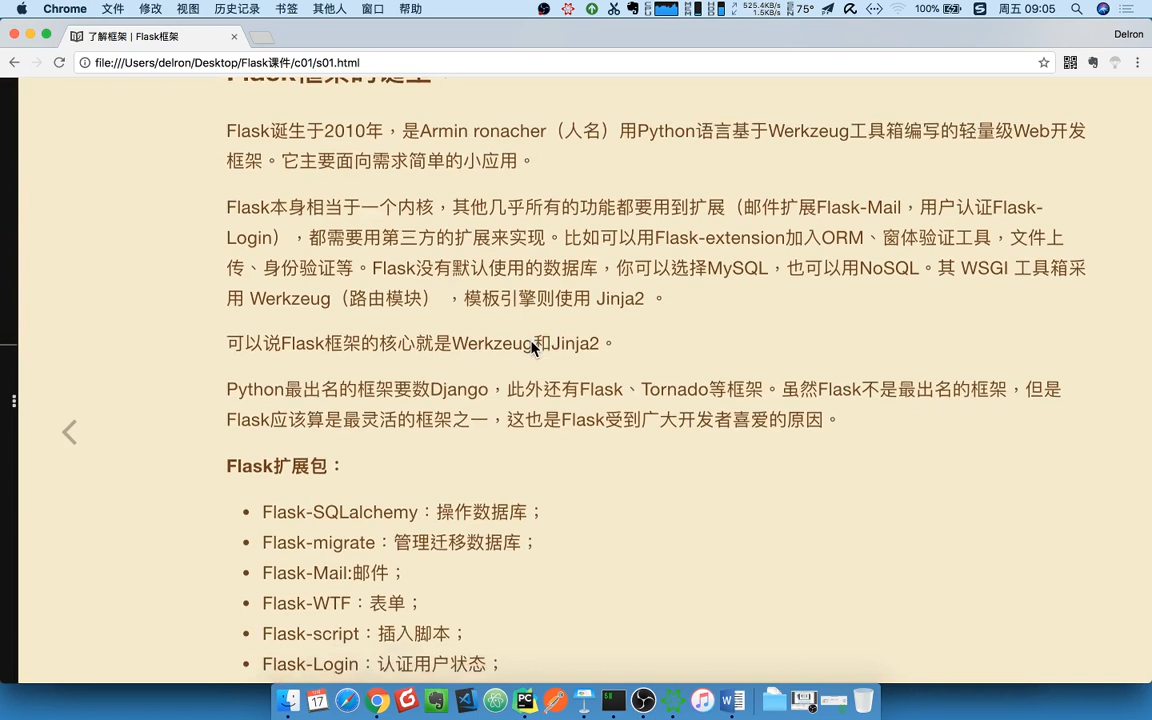 Chrome 文件 修改 视图 历史记录 书签 其他人 窗口 帮助 525.4KB/s 1.5KB/s 75° 100% 周五 09:05
了解框架 | Flask框架
Delron
file:///Users/delron/Desktop/Flask课件/c01/s01.html
Flask框架的诞生
Flask诞生于2010年，是Armin ronacher（人名）用Python语言基于Werkzeug工具箱编写的轻量级Web开发
框架。它主要面向需求简单的小应用。
Flask本身相当于一个内核，其他几乎所有的功能都要用到扩展（邮件扩展Flask-Mail，用户认证Flask-
Login），都需要用第三方的扩展来实现。比如可以用Flask-extension加入ORM、窗体验证工具，文件上
传、身份验证等。Flask没有默认使用的数据库，你可以选择MySQL，也可以用NoSQL。其 WSGI 工具箱采
用 Werkzeug（路由模块） ，模板引擎则使用 Jinja2 。
可以说Flask框架的核心就是Werkzeug和Jinja2。
Python最出名的框架要数Django，此外还有Flask、Tornado等框架。虽然Flask不是最出名的框架，但是
Flask应该算是最灵活的框架之一，这也是Flask受到广大开发者喜爱的原因。
Flask扩展包：
• Flask-SQLalchemy：操作数据库；
• Flask-migrate：管理迁移数据库；
• Flask-Mail:邮件；
• Flask-WTF：表单；
• Flask-script：插入脚本；
• Flask-Login：认证用户状态；